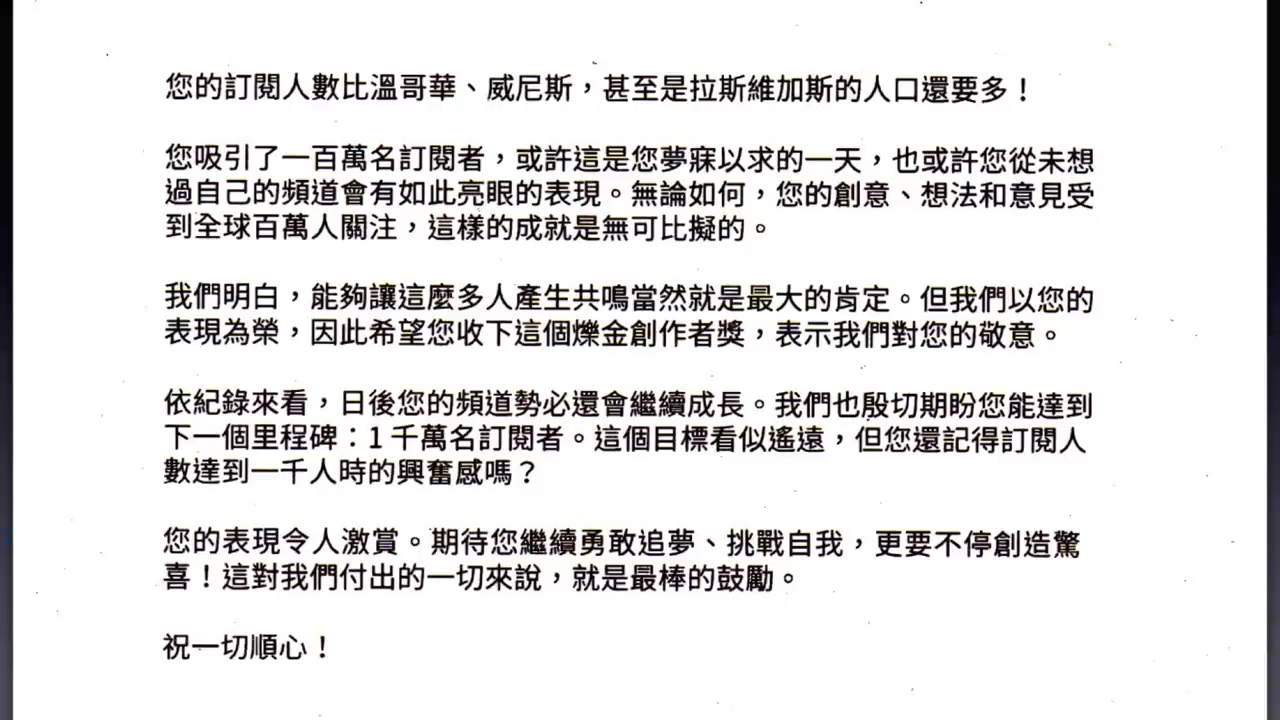 您的訂閱人數比溫哥華、威尼斯，甚至是拉斯維加斯的人口還要多！
您吸引了一百萬名訂閱者，或許這是您夢寐以求的一天，也或許您從未想
過自己的頻道會有如此亮眼的表現。無論如何，您的創意、想法和意見受
到全球百萬人關注，這樣的成就是無可比擬的。
我們明白，能夠讓這麼多人產生共鳴當然就是最大的肯定。但我們以您的
表現為榮，因此希望您收下這個爍金創作者獎，表示我們對您的敬意。
依紀錄來看，日後您的頻道勢必還會繼續成長。我們也殷切期盼您能達到
下一個里程碑：1 千萬名訂閱者。這個目標看似遙遠，但您還記得訂閱人
數達到一千人時的興奮感嗎？
您的表現令人激賞。期待您繼續勇敢追夢、挑戰自我，更要不停創造驚
喜！這對我們付出的一切來說，就是最棒的鼓勵。
祝一切順心！